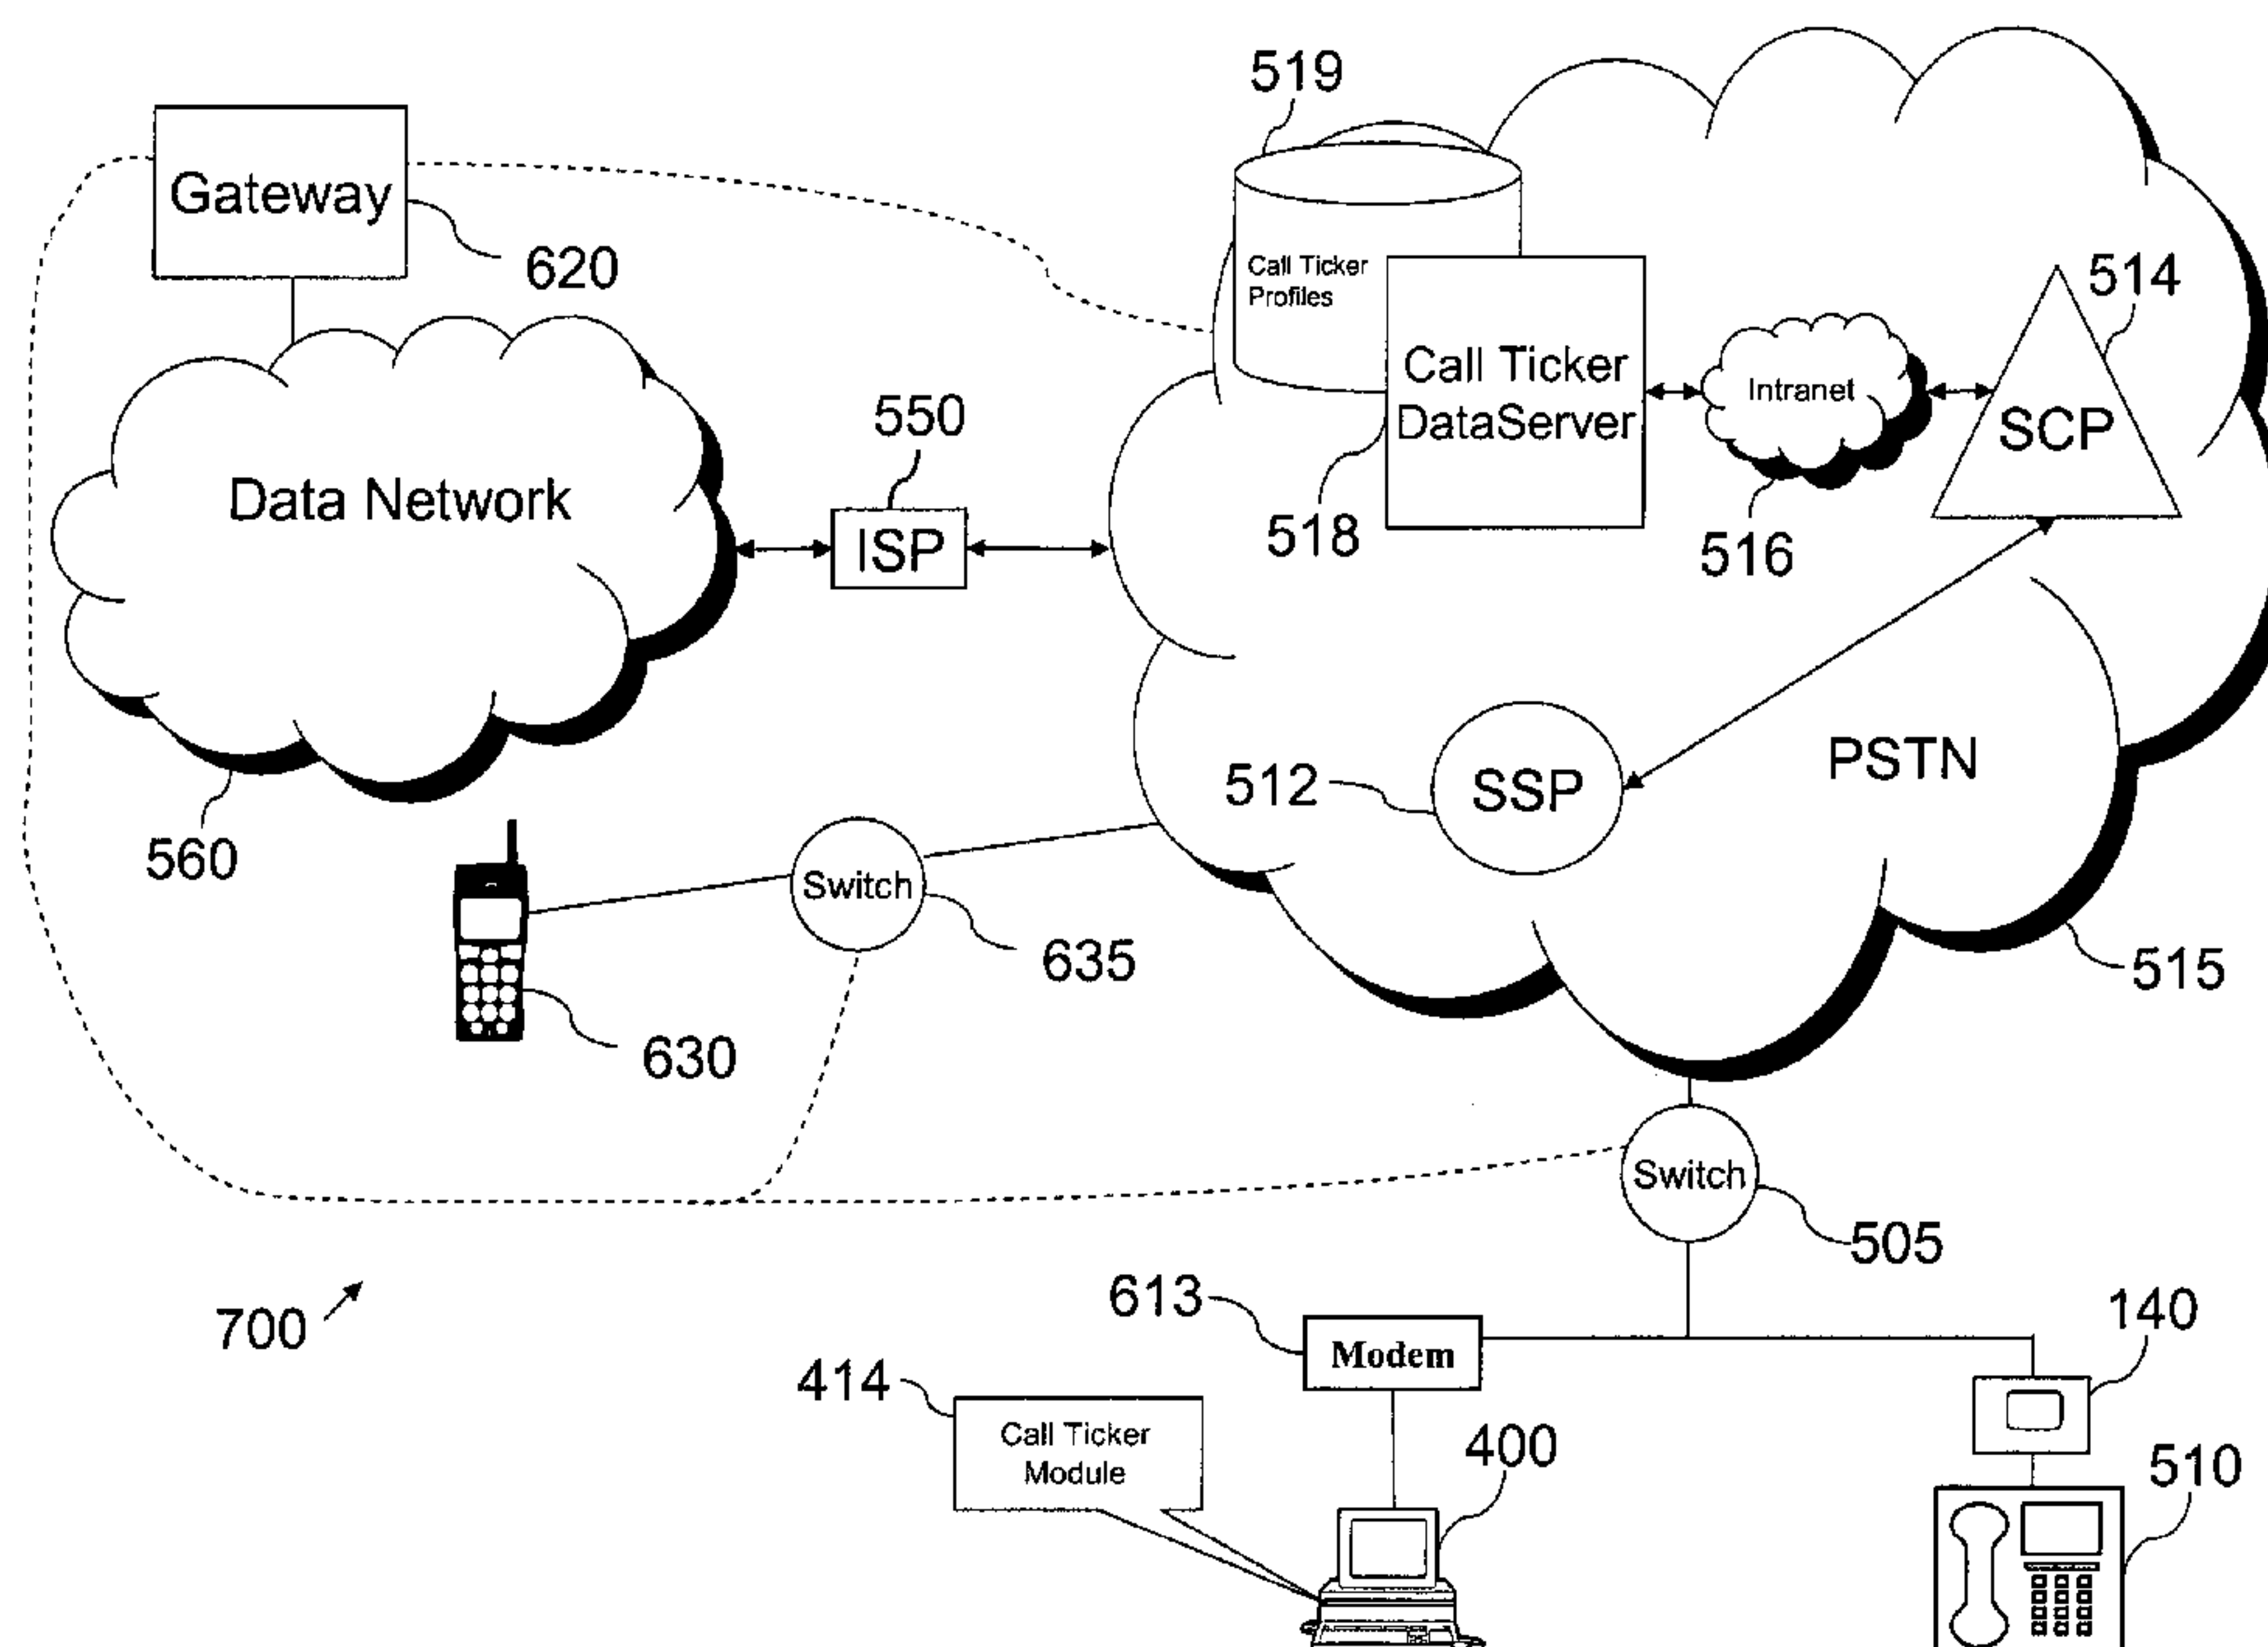 519
Gateway
620
Call Ticker
Profiles
514
Call Ticker
DataServer
Intranet
SCP
550
Data Network
ISP
518
516
SSP
PSTN
512
560
Switch
635
515
630
Switch
505
700
613
140
Modem
414
Call Ticker
Module
400
510